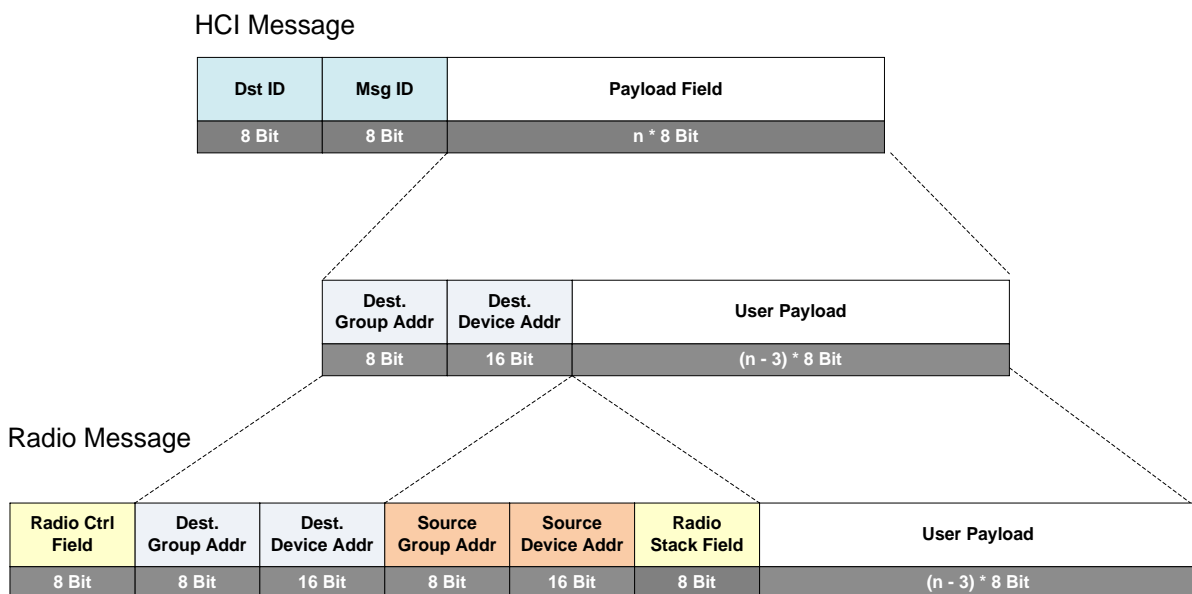 HCI Message
Dst ID
Msg ID
Payload Field
8 Bit
8 Bit
n * 8 Bit
Dest.
Group Addr
Dest.
Device Addr
User Payload
8 Bit
16 Bit
(n - 3) * 8 Bit
Radio Message
Radio Ctrl
Field
Dest.
Group Addr
Dest.
Device Addr
Source
Group Addr
Source
Device Addr
Radio
Stack Field
User Payload
8 Bit
8 Bit
16 Bit
8 Bit
16 Bit
8 Bit
(n - 3) * 8 Bit